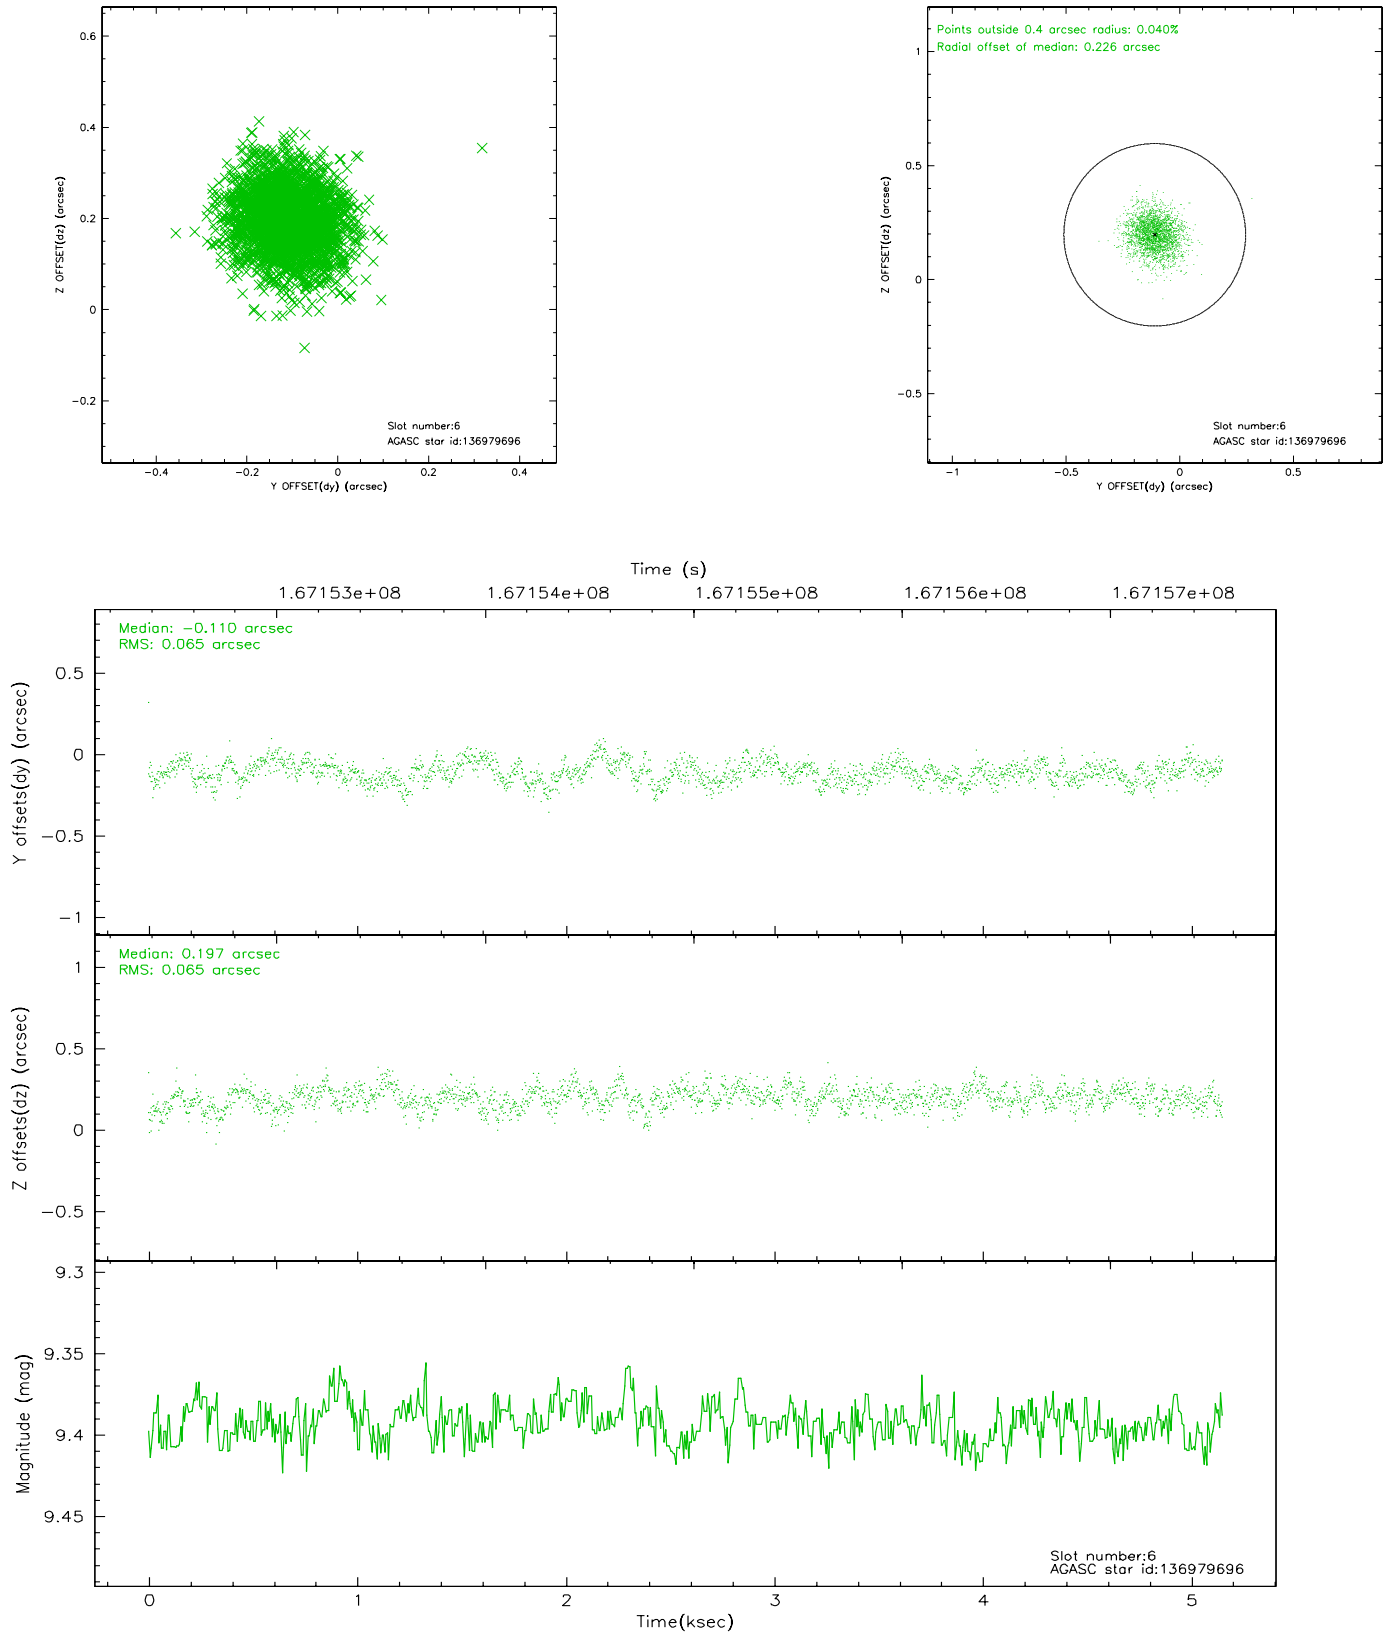 0.6
0.4
0.2
0
−0.2
Z OFFSET(dz) (arcsec)
Slot number:6
AGASC star id:136979696
−0.4 −0.2 0 0.2 0.4
Y OFFSET(dy) (arcsec)
Points outside 0.4 arcsec radius: 0.040%
Radial offset of median: 0.226 arcsec
1
0.5
0
−0.5
Z OFFSET(dz) (arcsec)
Slot number:6
AGASC star id:136979696
−1 −0.5 0 0.5
Y OFFSET(dy) (arcsec)
Time (s)
1.67153e+08 1.67154e+08 1.67155e+08 1.67156e+08 1.67157e+08
Median: −0.110 arcsec
RMS: 0.065 arcsec
0.5
0
−0.5
−1
Y offsets(dy) (arcsec)
Median: 0.197 arcsec
RMS: 0.065 arcsec
1
0.5
0
−0.5
Z offsets(dz) (arcsec)
9.3
9.35
9.4
9.45
Magnitude (mag)
Slot number:6
AGASC star id:136979696
0 1 2 3 4 5
Time(ksec)